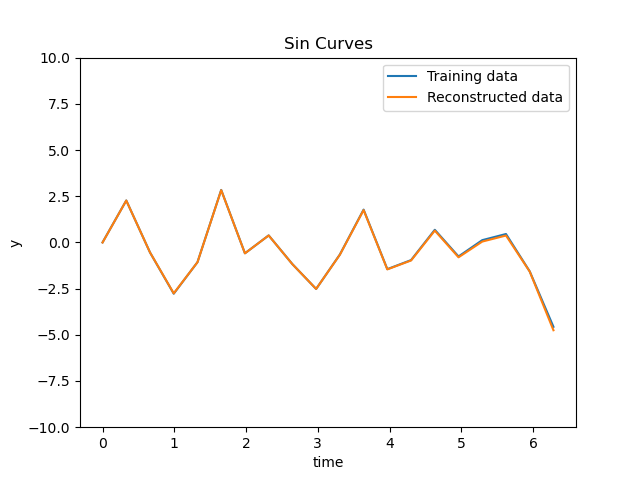 Sin Curves
Training data
Reconstructed data
10.0
7.5
5.0
2.5
0.0
−2.5
−5.0
−7.5
−10.0
y
0 1 2 3 4 5 6
time